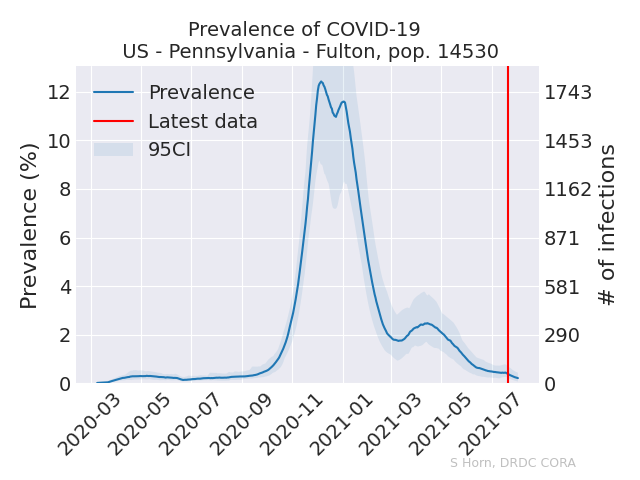 Prevalence of COVID-19
US - Pennsylvania - Fulton, pop. 14530
Prevalence
Latest data
95CI
Prevalence (%)
12
10
8
6
4
2
0
1743
1453
1162
871
581
290
0
# of infections
2020-03
2020-05
2020-07
2020-09
2020-11
2021-01
2021-03
2021-05
2021-07
S Horn, DRDC CORA